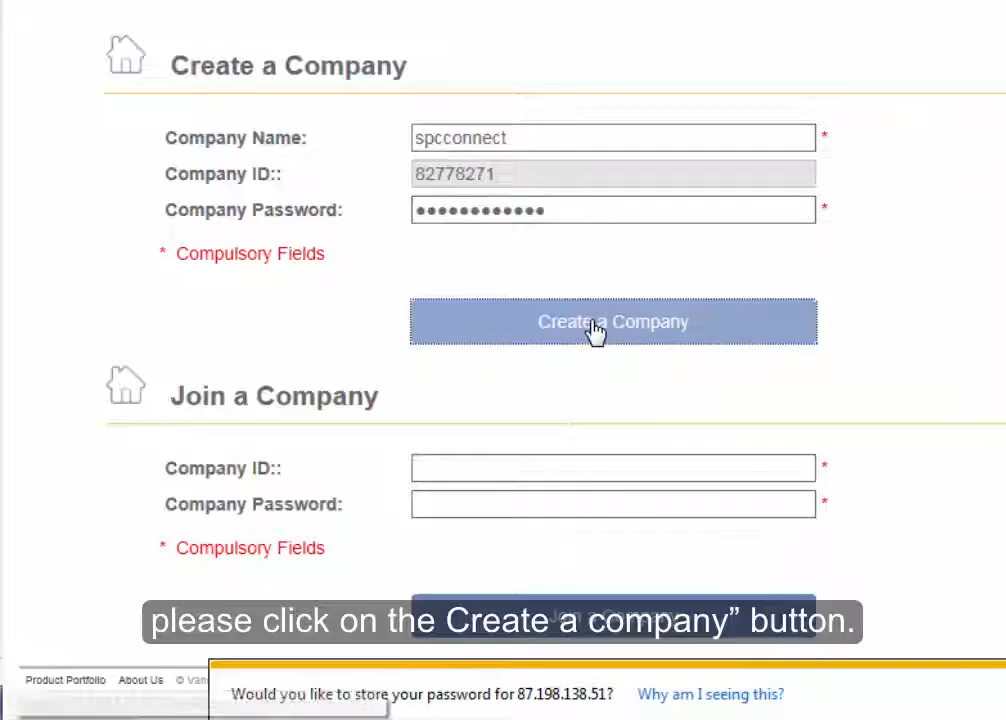 Create a Company
Company Name: spcconnect *
Company ID:: 82778271
Company Password: •••••••••••• *
* Compulsory Fields
Create a Company
Join a Company
Company ID:: *
Company Password: *
* Compulsory Fields
please click on the Create a company” button.
Product Portfolio About Us ©
Would you like to store your password for 87.198.138.51? Why am I seeing this?